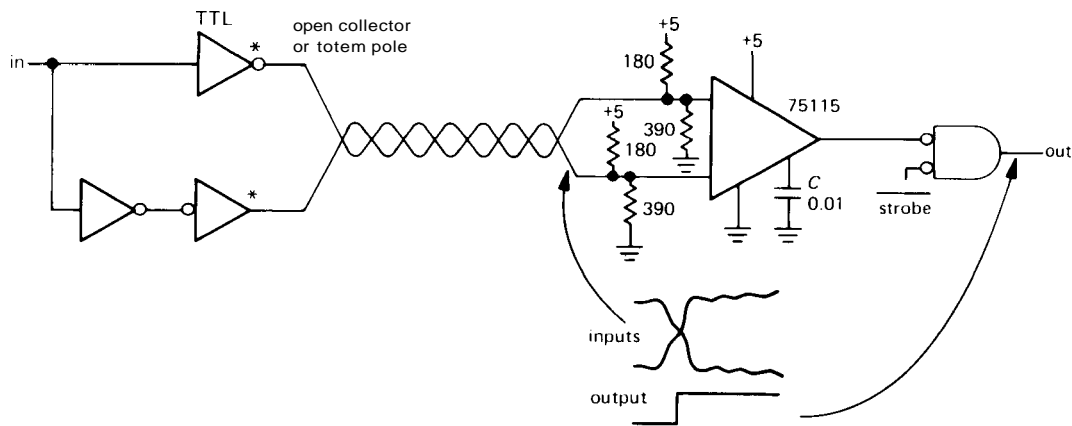 TTL
*
open collector
or totem pole
in
*
+5
180
+5
390
+5
180
390
75115
C
0.01
out
strobe
inputs
output